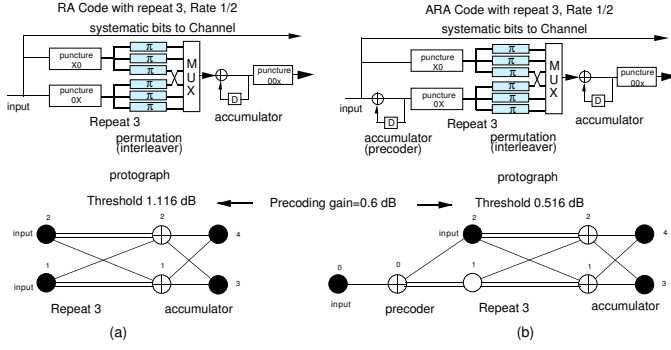 RA Code with repeat 3, Rate 1/2
systematic bits to Channel
puncture
X0
π
π
π
puncture
0X
π
π
π
M
U
X
D
puncture
00x
input
Repeat 3
permutation
(interleaver)
accumulator
ARA Code with repeat 3, Rate 1/2
systematic bits to Channel
puncture
X0
π
π
π
puncture
0X
π
π
π
M
U
X
D
puncture
00x
input
D
accumulator
(precoder)
Repeat 3
permutation
(interleaver)
accumulator
protograph
Threshold 1.116 dB
Precoding gain=0.6 dB
protograph
Threshold 0.516 dB
2
2
input
4
1
1
input
3
Repeat 3
accumulator
(a)
2
2
4
0
0
1
1
3
input
precoder
Repeat 3
accumulator
(b)